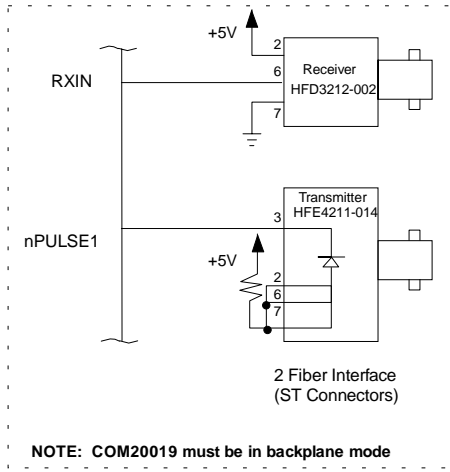 +5V
2
RXIN
6
Receiver
HFD3212-002
7
Transmitter
HFE4211-014
3
nPULSE1
+5V
2
6
7
2 Fiber Interface
(ST Connectors)
NOTE: COM20019 must be in backplane mode